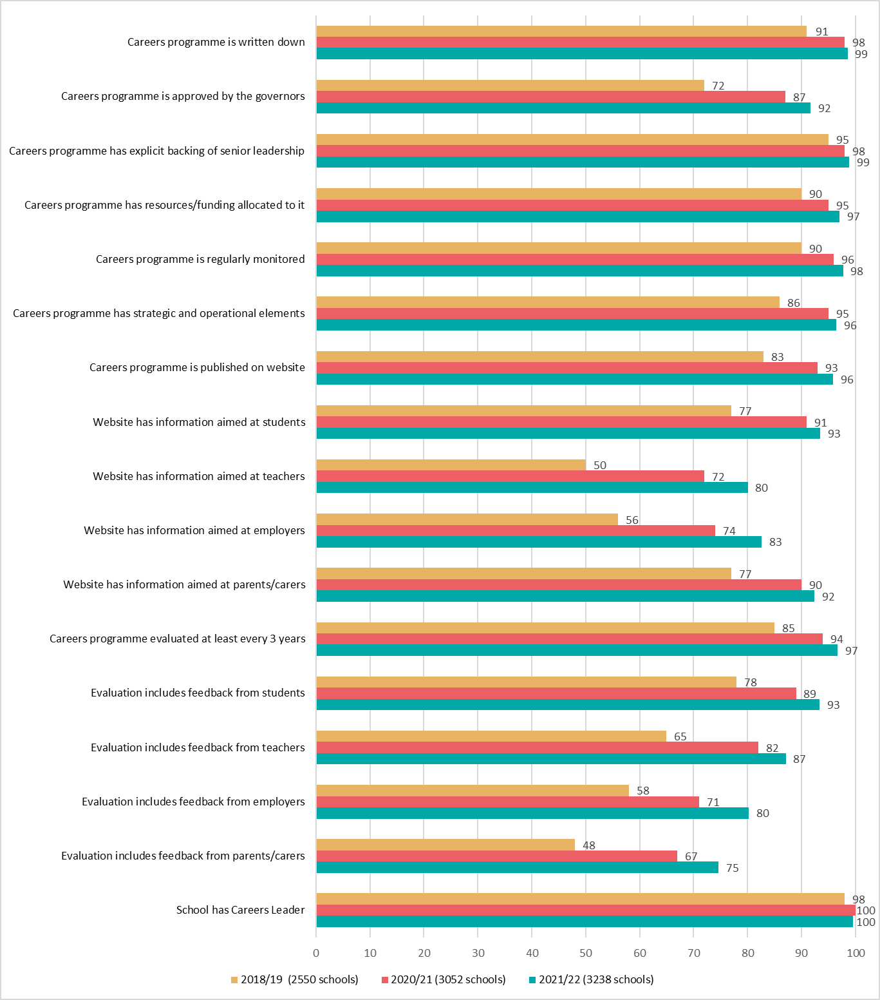 Careers programme is written down
91
98
99
Careers programme is approved by the governors
72
87
92
Careers programme has explicit backing of senior leadership
95
98
99
Careers programme has resources/funding allocated to it
90
95
97
Careers programme is regularly monitored
90
96
98
Careers programme has strategic and operational elements
86
95
96
Careers programme is published on website
83
93
96
Website has information aimed at students
77
91
93
Website has information aimed at teachers
50
72
80
Website has information aimed at employers
56
74
83
Website has information aimed at parents/carers
77
90
92
Careers programme evaluated at least every 3 years
85
94
97
Evaluation includes feedback from students
78
89
93
Evaluation includes feedback from teachers
65
82
87
Evaluation includes feedback from employers
58
71
80
Evaluation includes feedback from parents/carers
48
67
75
School has Careers Leader
98
100
100
0 10 20 30 40 50 60 70 80 90 100
2018/19 (2550 schools) 2020/21 (3052 schools) 2021/22 (3238 schools)